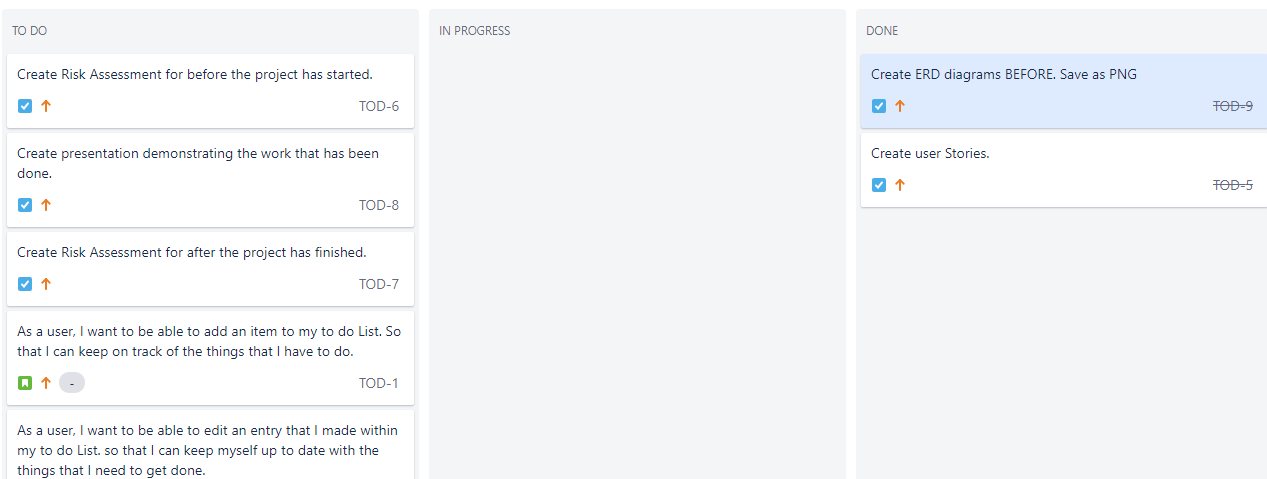 TO DO
Create Risk Assessment for before the project has started.
TOD-6
Create presentation demonstrating the work that has been
done.
TOD-8
Create Risk Assessment for after the project has finished.
TOD-7
As a user, I want to be able to add an item to my to do List. So
that I can keep on track of the things that I have to do.
-
TOD-1
As a user, I want to be able to edit an entry that I made within
my to do List. so that I can keep myself up to date with the
things that I need to get done.
IN PROGRESS
DONE
Create ERD diagrams BEFORE. Save as PNG
TOD-9
Create user Stories.
TOD-5